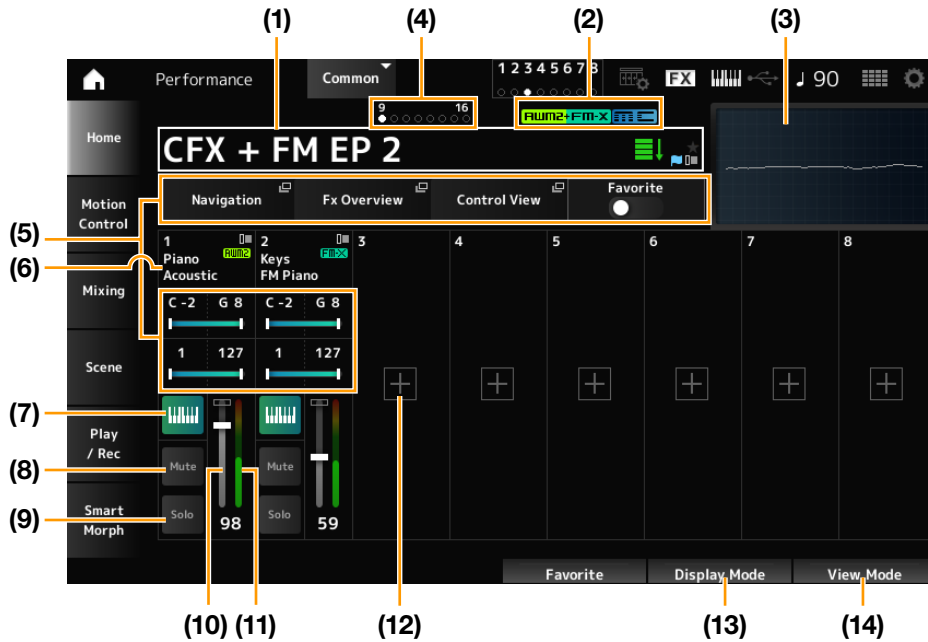 (1)
(4)
(2)
(3)
Performance
Common
1 2 3 4 5 6 7 8
FX
♩ 90
9 16
AWM2+FM-X M C
Home
CFX + FM EP 2
Navigation
Fx Overview
Control View
Favorite
Motion
Control
(5)
(6)
1
Piano
Acoustic
AWM2
2
Keys
FM Piano
FM-X
3
4
5
6
7
8
Mixing
C -2 G 8
C -2 G 8
1 127
1 127
Scene
(7)
Play
/ Rec
(8)
Mute
Mute
(9)
Smart
Morph
Solo
98
Solo
59
Favorite
Display Mode
View Mode
(10)
(11)
(12)
(13)
(14)